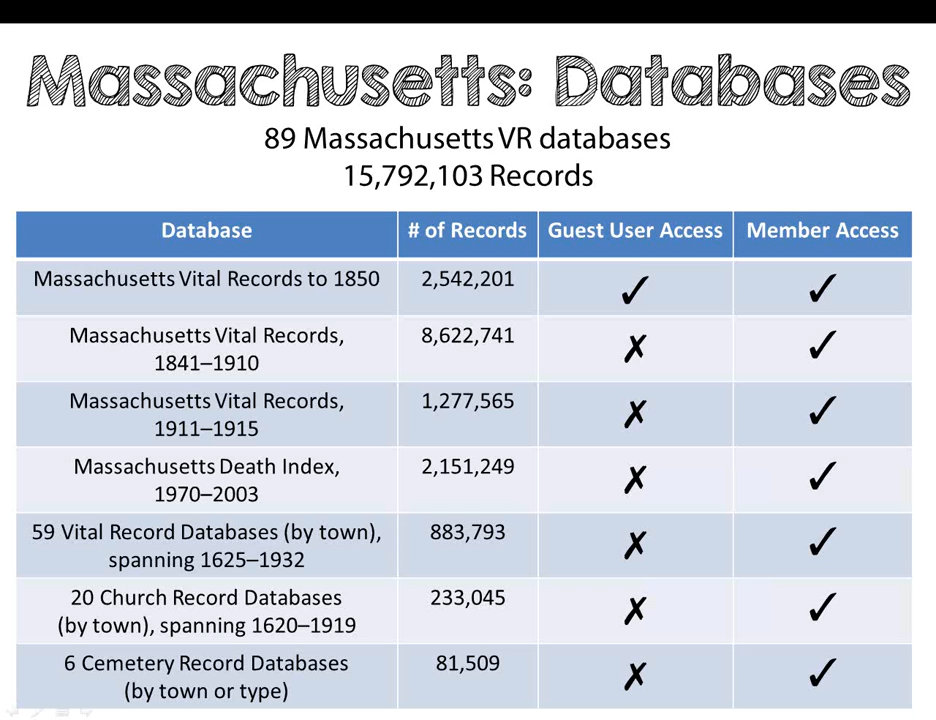 Massachusetts: Databases
89 Massachusetts VR databases
15,792,103 Records
Database # of Records Guest User Access Member Access
Massachusetts Vital Records to 1850 2,542,201 ✓ ✓
Massachusetts Vital Records, 8,622,741 ✗ ✓
1841–1910
Massachusetts Vital Records, 1,277,565 ✗ ✓
1911–1915
Massachusetts Death Index, 2,151,249 ✗ ✓
1970–2003
59 Vital Record Databases (by town), 883,793 ✗ ✓
spanning 1625–1932
20 Church Record Databases 233,045 ✗ ✓
(by town), spanning 1620–1919
6 Cemetery Record Databases 81,509 ✗ ✓
(by town or type)